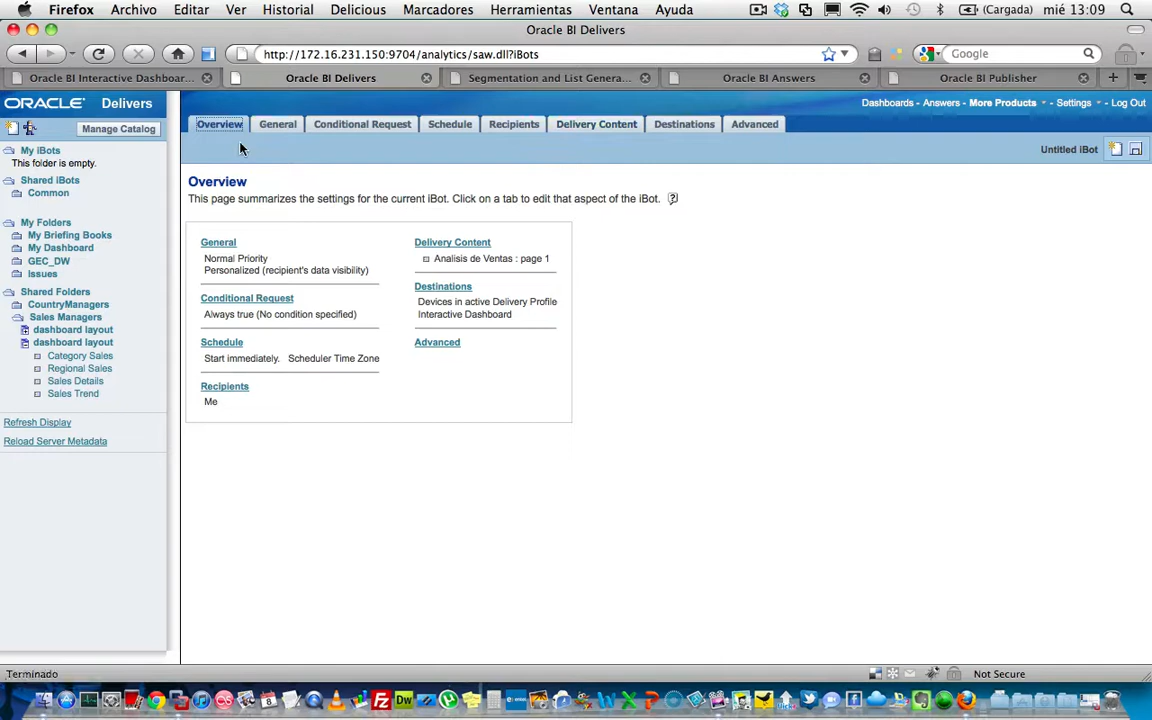 Firefox Archivo Editar Ver Historial Delicious Marcadores Herramientas Ventana Ayuda (Cargada) mié 13:09
Oracle BI Delivers
http://172.16.231.150:9704/analytics/saw.dll?iBots
Google
Oracle BI Interactive Dashboar... Oracle BI Delivers Segmentation and List Genera... Oracle BI Answers Oracle BI Publisher
ORACLE Delivers
Dashboards - Answers - More Products - Settings - Log Out
Manage Catalog
Overview General Conditional Request Schedule Recipients Delivery Content Destinations Advanced
Untitled iBot
My iBots
This folder is empty.
Shared iBots
Common
My Folders
My Briefing Books
My Dashboard
GEC_DW
Issues
Shared Folders
CountryManagers
Sales Managers
dashboard layout
dashboard layout
Category Sales
Regional Sales
Sales Details
Sales Trend
Refresh Display
Reload Server Metadata
Overview
This page summarizes the settings for the current iBot. Click on a tab to edit that aspect of the iBot.
General
Normal Priority
Personalized (recipient's data visibility)
Conditional Request
Always true (No condition specified)
Schedule
Start immediately. Scheduler Time Zone
Recipients
Me
Delivery Content
Analisis de Ventas : page 1
Destinations
Devices in active Delivery Profile
Interactive Dashboard
Advanced
Terminado
Not Secure